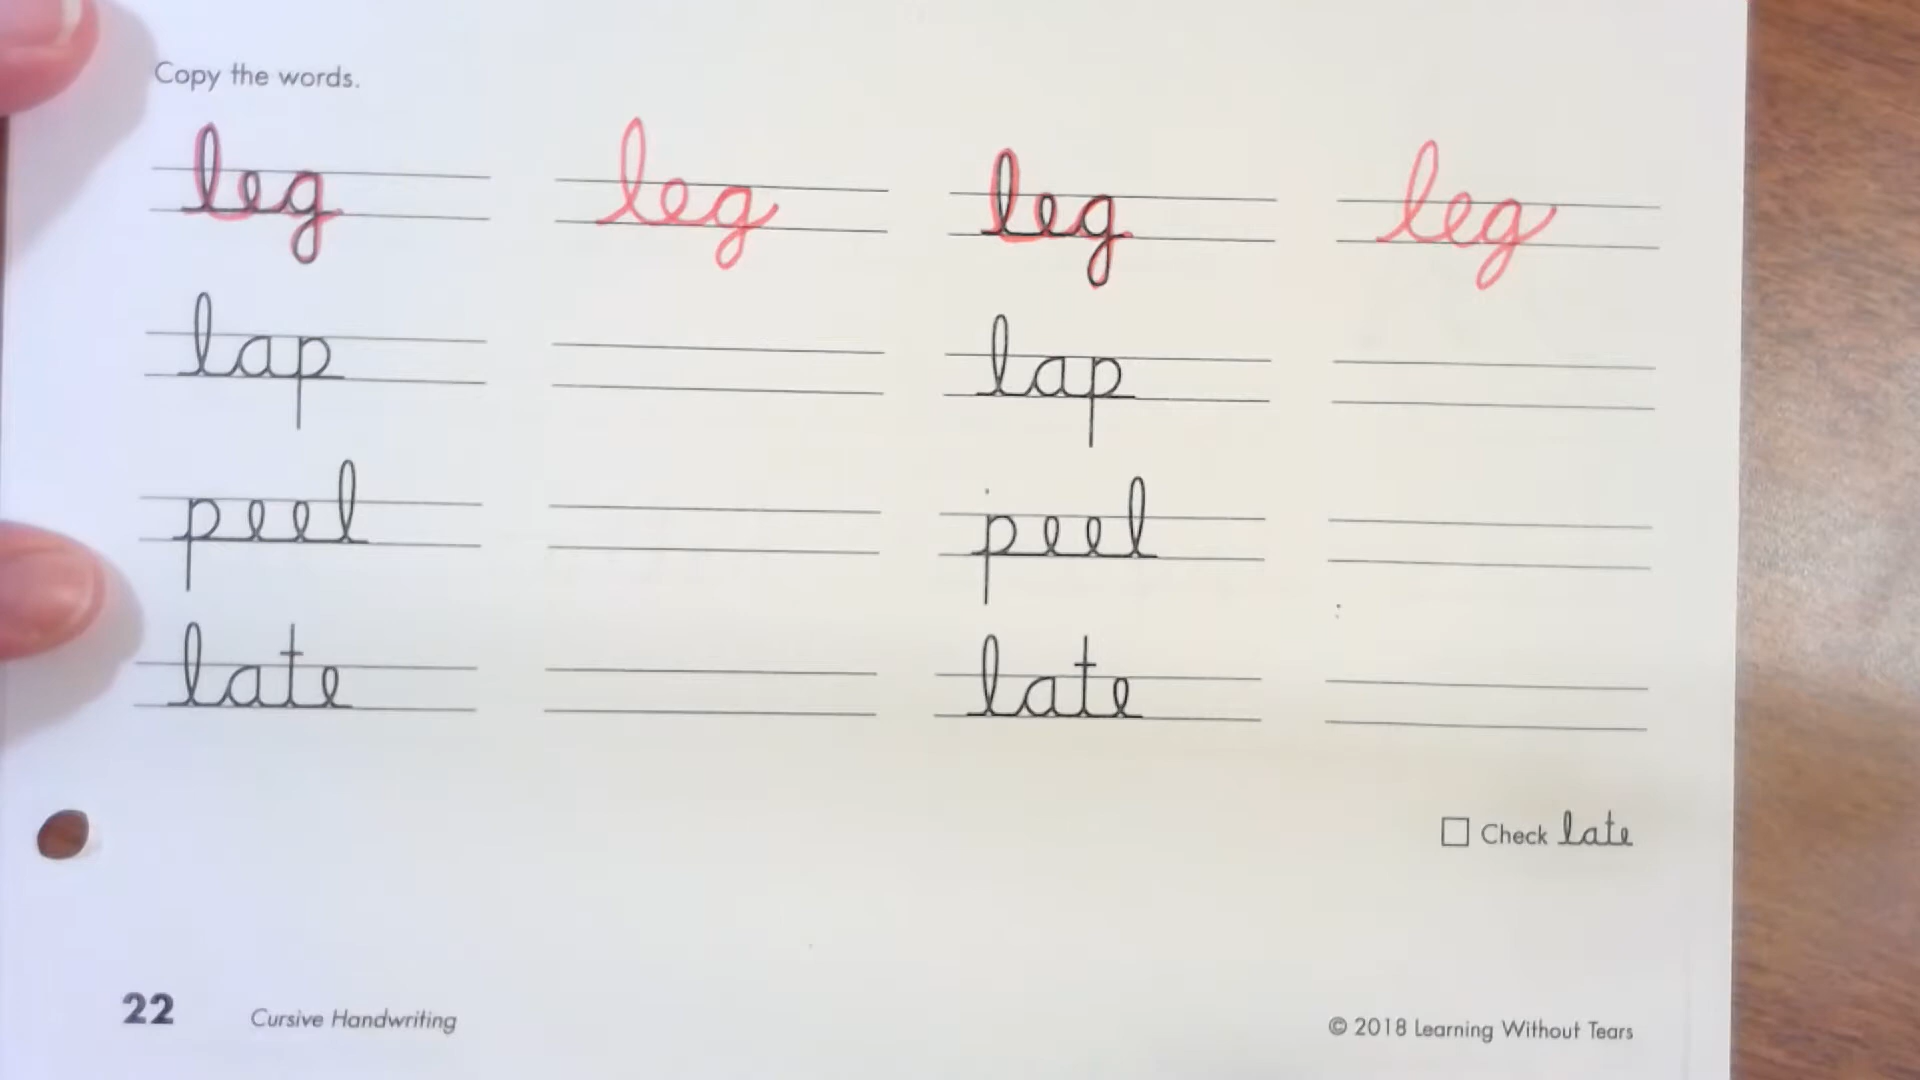 Copy the words.
leg leg leg leg
lap lap
peel peel
late late
Check late
22 Cursive Handwriting © 2018 Learning Without Tears